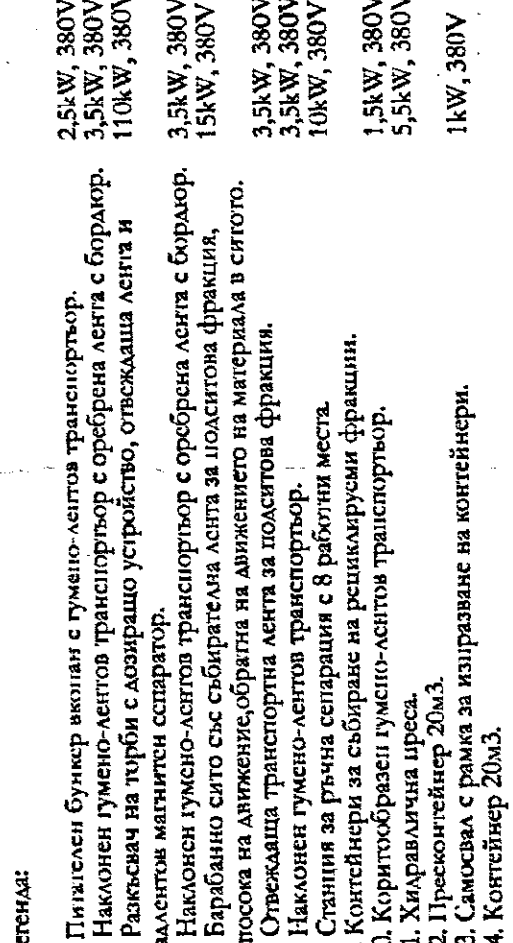 егенда:
Питателен бункер вкопан с гумено-лентов транспортьор. 2,5kW, 380V
Наклонен гумено-лентов транспортьор с оребрена лента с бордюр. 3,5kW, 380V
Разкъсвач на торби с дозиращо устройство, отвеждаща лента и 110kW, 380V
адлентов магнитен сепаратор.
Наклонен гумено-лентов транспортьор с оребрена лента с бордюр. 3,5kW, 380V
Барабанно сито със събирателна лента за подситова фракция, 15kW, 380V
посока на движение,обратна на движението на материала в ситото.
Отвеждаща транспортна лента за подситова фракция. 3,5kW, 380V
Наклонен гумено-лентов транспортьор. 3,5kW, 380V
Станция за ръчна сепарация с 8 работни места. 10kW, 380V
Контейнери за събиране на рециклируеми фракции.
0. Коритообразен гумено-лентов транспортьор. 1,5kW, 380V
1. Хидравлична преса. 5,5kW, 380V
2. Пресконтейнер 20м3.
3. Самосвал с рамка за изпразване на контейнери. 1kW, 380V
4. Контейнер 20м3.